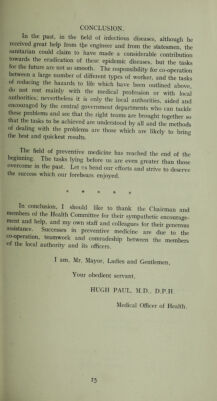 CONCLUSION.
In the past, in the field of infectious diseases, although he
received great help from the engineer and from the statesmen, the
sanitarian could claim to have made a considerable contribution
towards the eradication of these epidemic diseases, but the tasks
for the future are not so smooth. The responsibility for co-operation
between a large number of different types of worker, and the tasks
of reducing the hazards to life which have been outlined above,
do not rest mainly with the medical profession or with local
authorities; nevertheless it is only the local authorities, aided and
encouraged by the central government departments who can tackle
these problems and see that the right teams are brought together so
that the tasks to be achieved are understood by all and the methods
of dealing with the problems are those which are likely to bring
the best and quickest results.
The field of preventive medicine has reached the end of the
beginning. The tasks lying before us are even greater than those
overcome in the past. Let us bend our efforts and strive to deserve
the success which our forebears enjoyed.
* * * * *
In conclusion, I should like to thank the Chairman and
members of the Health Committee for their sympathetic encourage-
ment and help, and my own staff and colleagues for their generous
assistance. Successes in preventive medicine are due to the
co-operation, teamwork and comradeship between the members
of the local authority and its officers.
I am, Mr. Mayor, Ladies and Gentlemen,
Your obedient servant,
HUGH PAUL, M.D., D.P.H.
Medical Officer of Health.
25